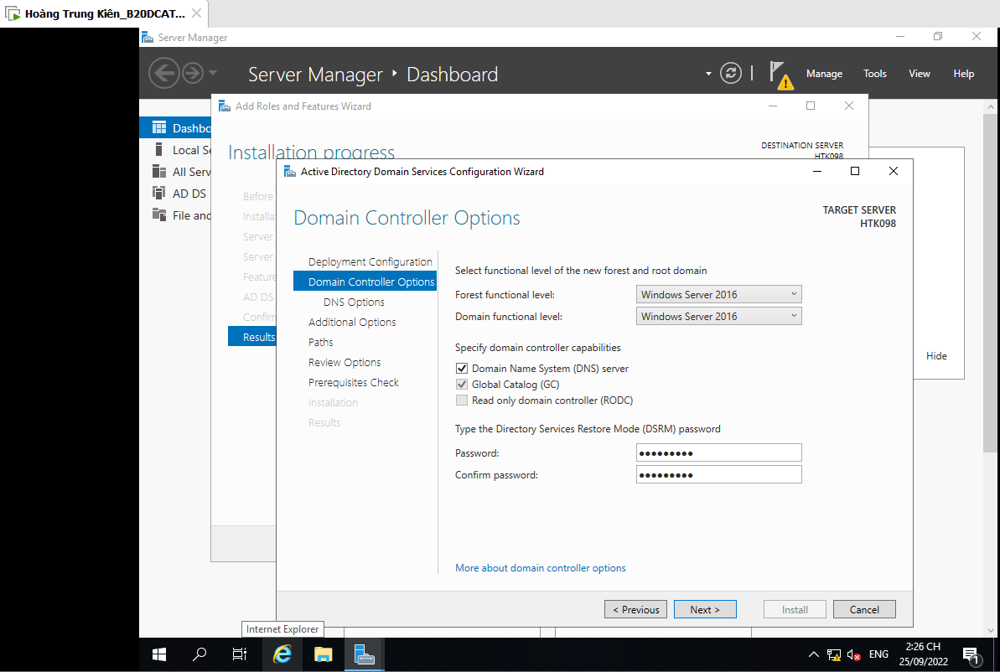 Hoàng Trung Kiên_B20DCAT...
Server Manager
Server Manager ‣ Dashboard
Manage Tools View Help
Add Roles and Features Wizard
Installation progress
DESTINATION SERVER
HTK098
Dashbo
Local Se
All Serv
AD DS
File and
Before
Installa
Server
Server
Feature
AD DS
Confirm
Results
Hide
Active Directory Domain Services Configuration Wizard
Domain Controller Options
TARGET SERVER
HTK098
Deployment Configuration
Domain Controller Options
DNS Options
Additional Options
Paths
Review Options
Prerequisites Check
Installation
Results
Select functional level of the new forest and root domain
Forest functional level: Windows Server 2016
Domain functional level: Windows Server 2016
Specify domain controller capabilities
Domain Name System (DNS) server
Global Catalog (GC)
Read only domain controller (RODC)
Type the Directory Services Restore Mode (DSRM) password
Password: •••••••••
Confirm password: •••••••••
More about domain controller options
< Previous Next > Install Cancel
Internet Explorer
ENG
2:26 CH
25/09/2022
1